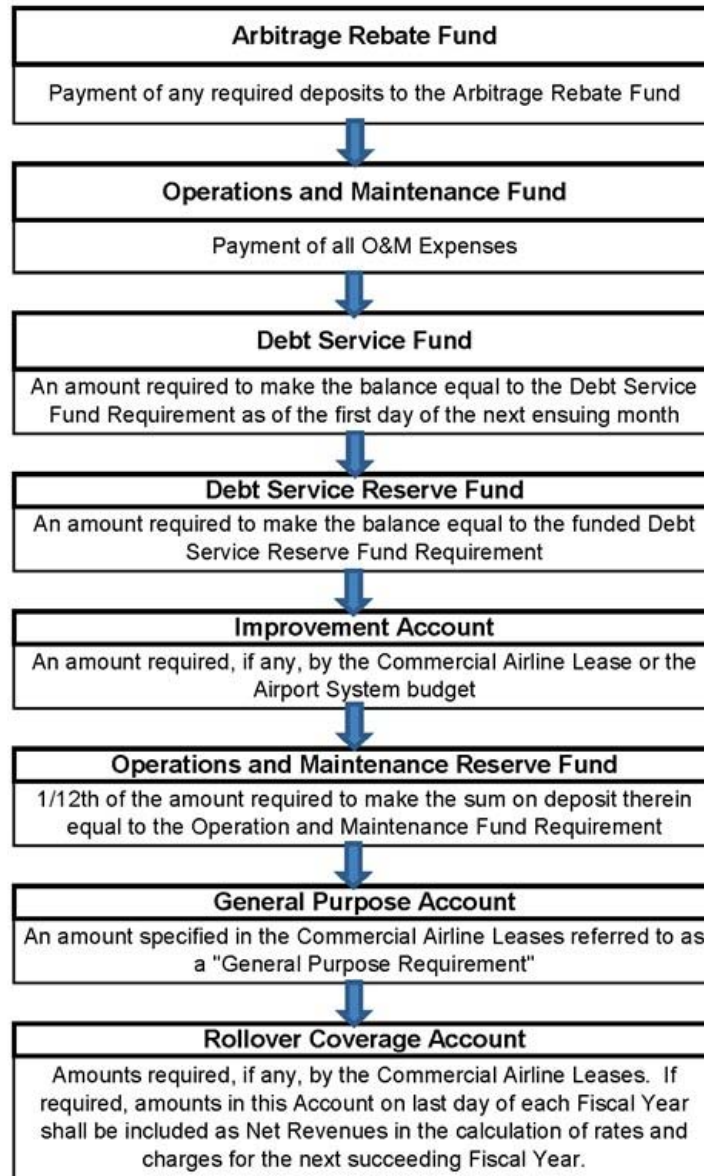 Arbitrage Rebate Fund
Payment of any required deposits to the Arbitrage Rebate Fund
Operations and Maintenance Fund
Payment of all O&M Expenses
Debt Service Fund
An amount required to make the balance equal to the Debt Service
Fund Requirement as of the first day of the next ensuing month
Debt Service Reserve Fund
An amount required to make the balance equal to the funded Debt
Service Reserve Fund Requirement
Improvement Account
An amount required, if any, by the Commercial Airline Lease or the
Airport System budget
Operations and Maintenance Reserve Fund
1/12th of the amount required to make the sum on deposit therein
equal to the Operation and Maintenance Fund Requirement
General Purpose Account
An amount specified in the Commercial Airline Leases referred to as
a "General Purpose Requirement"
Rollover Coverage Account
Amounts required, if any, by the Commercial Airline Leases. If
required, amounts in this Account on last day of each Fiscal Year
shall be included as Net Revenues in the calculation of rates and
charges for the next succeeding Fiscal Year.